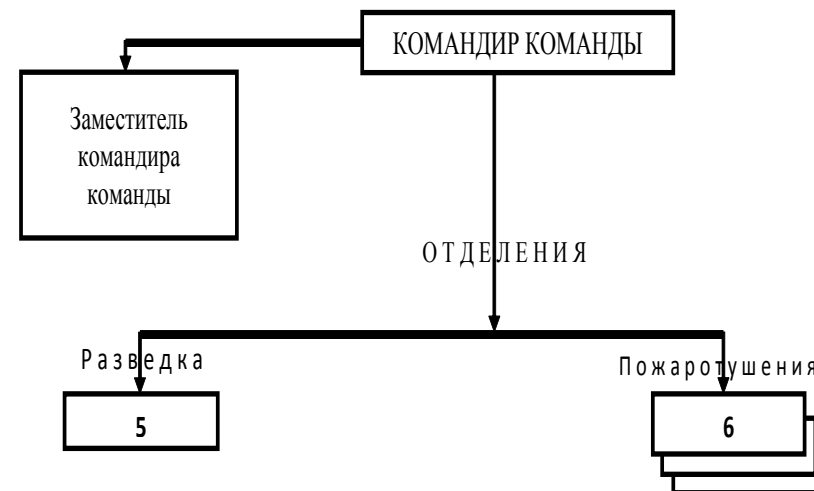 КОМАНДИР КОМАНДЫ
Заместитель
командира
команды
ОТДЕЛЕНИЯ
Разведка
Пожаротушения
5
6